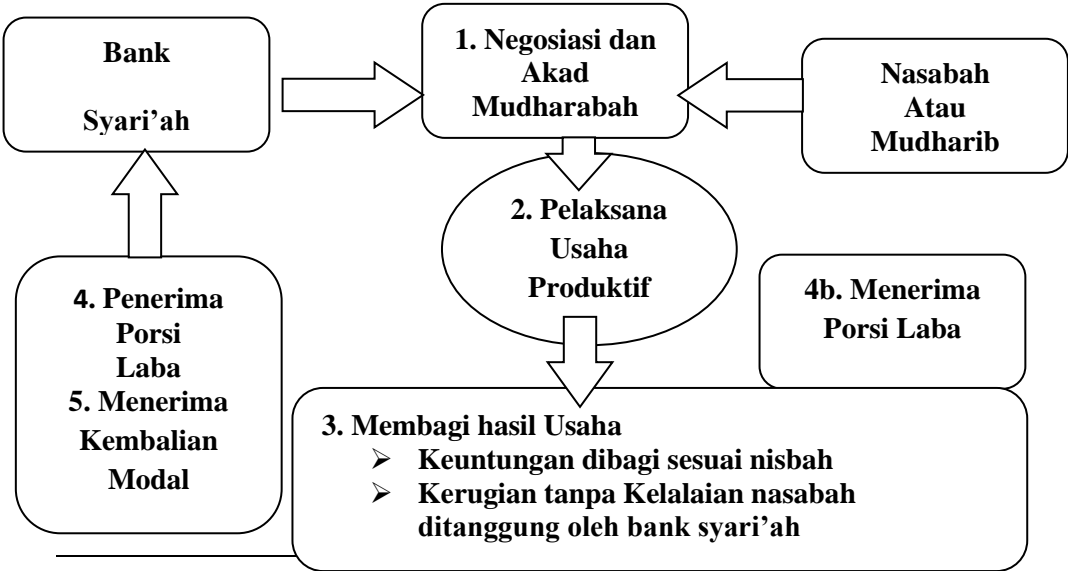 Bank
Syari’ah
1. Negosiasi dan
Akad
Mudharabah
Nasabah
Atau
Mudharib
2. Pelaksana
Usaha
Produktif
4. Penerima
Porsi
Laba
5. Menerima
Kembalian
Modal
4b. Menerima
Porsi Laba
3. Membagi hasil Usaha
➢ Keuntungan dibagi sesuai nisbah
➢ Kerugian tanpa Kelalaian nasabah
ditanggung oleh bank syari’ah